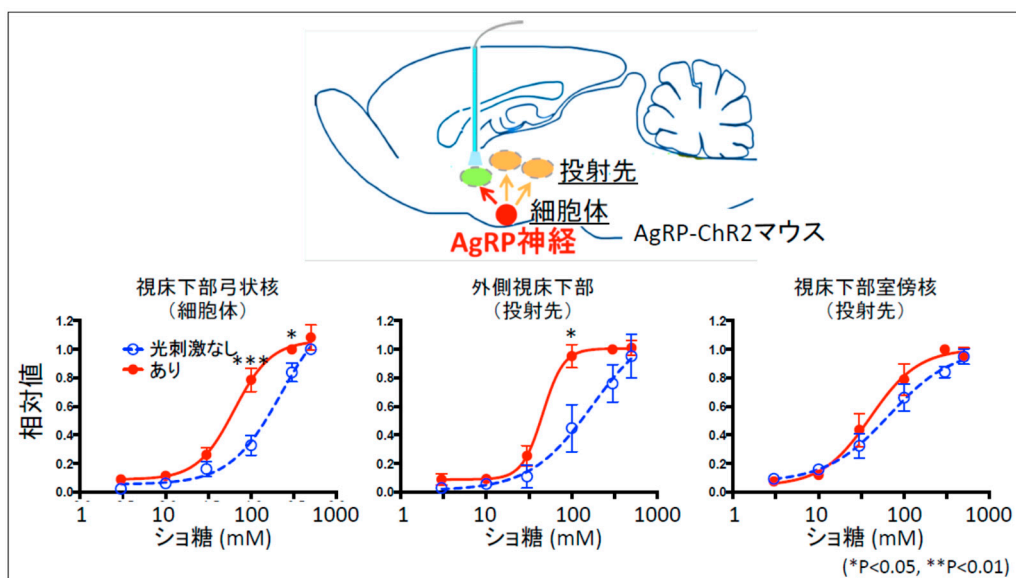 投射先
細胞体
AgRP神経
AgRP-ChR2マウス
視床下部弓状核
(細胞体)
外側視床下部
(投射先)
視床下部室傍核
(投射先)
相対値
1.2
1.0
0.8
0.6
0.4
0.2
0.0
光刺激なし
あり
***
*
1 10 100 1000
ショ糖 (mM)
1.2
1.0
0.8
0.6
0.4
0.2
0.0
*
1 10 100 1000
ショ糖 (mM)
1.2
1.0
0.8
0.6
0.4
0.2
0.0
1 10 100 1000
ショ糖 (mM)
(*P<0.05, **P<0.01)